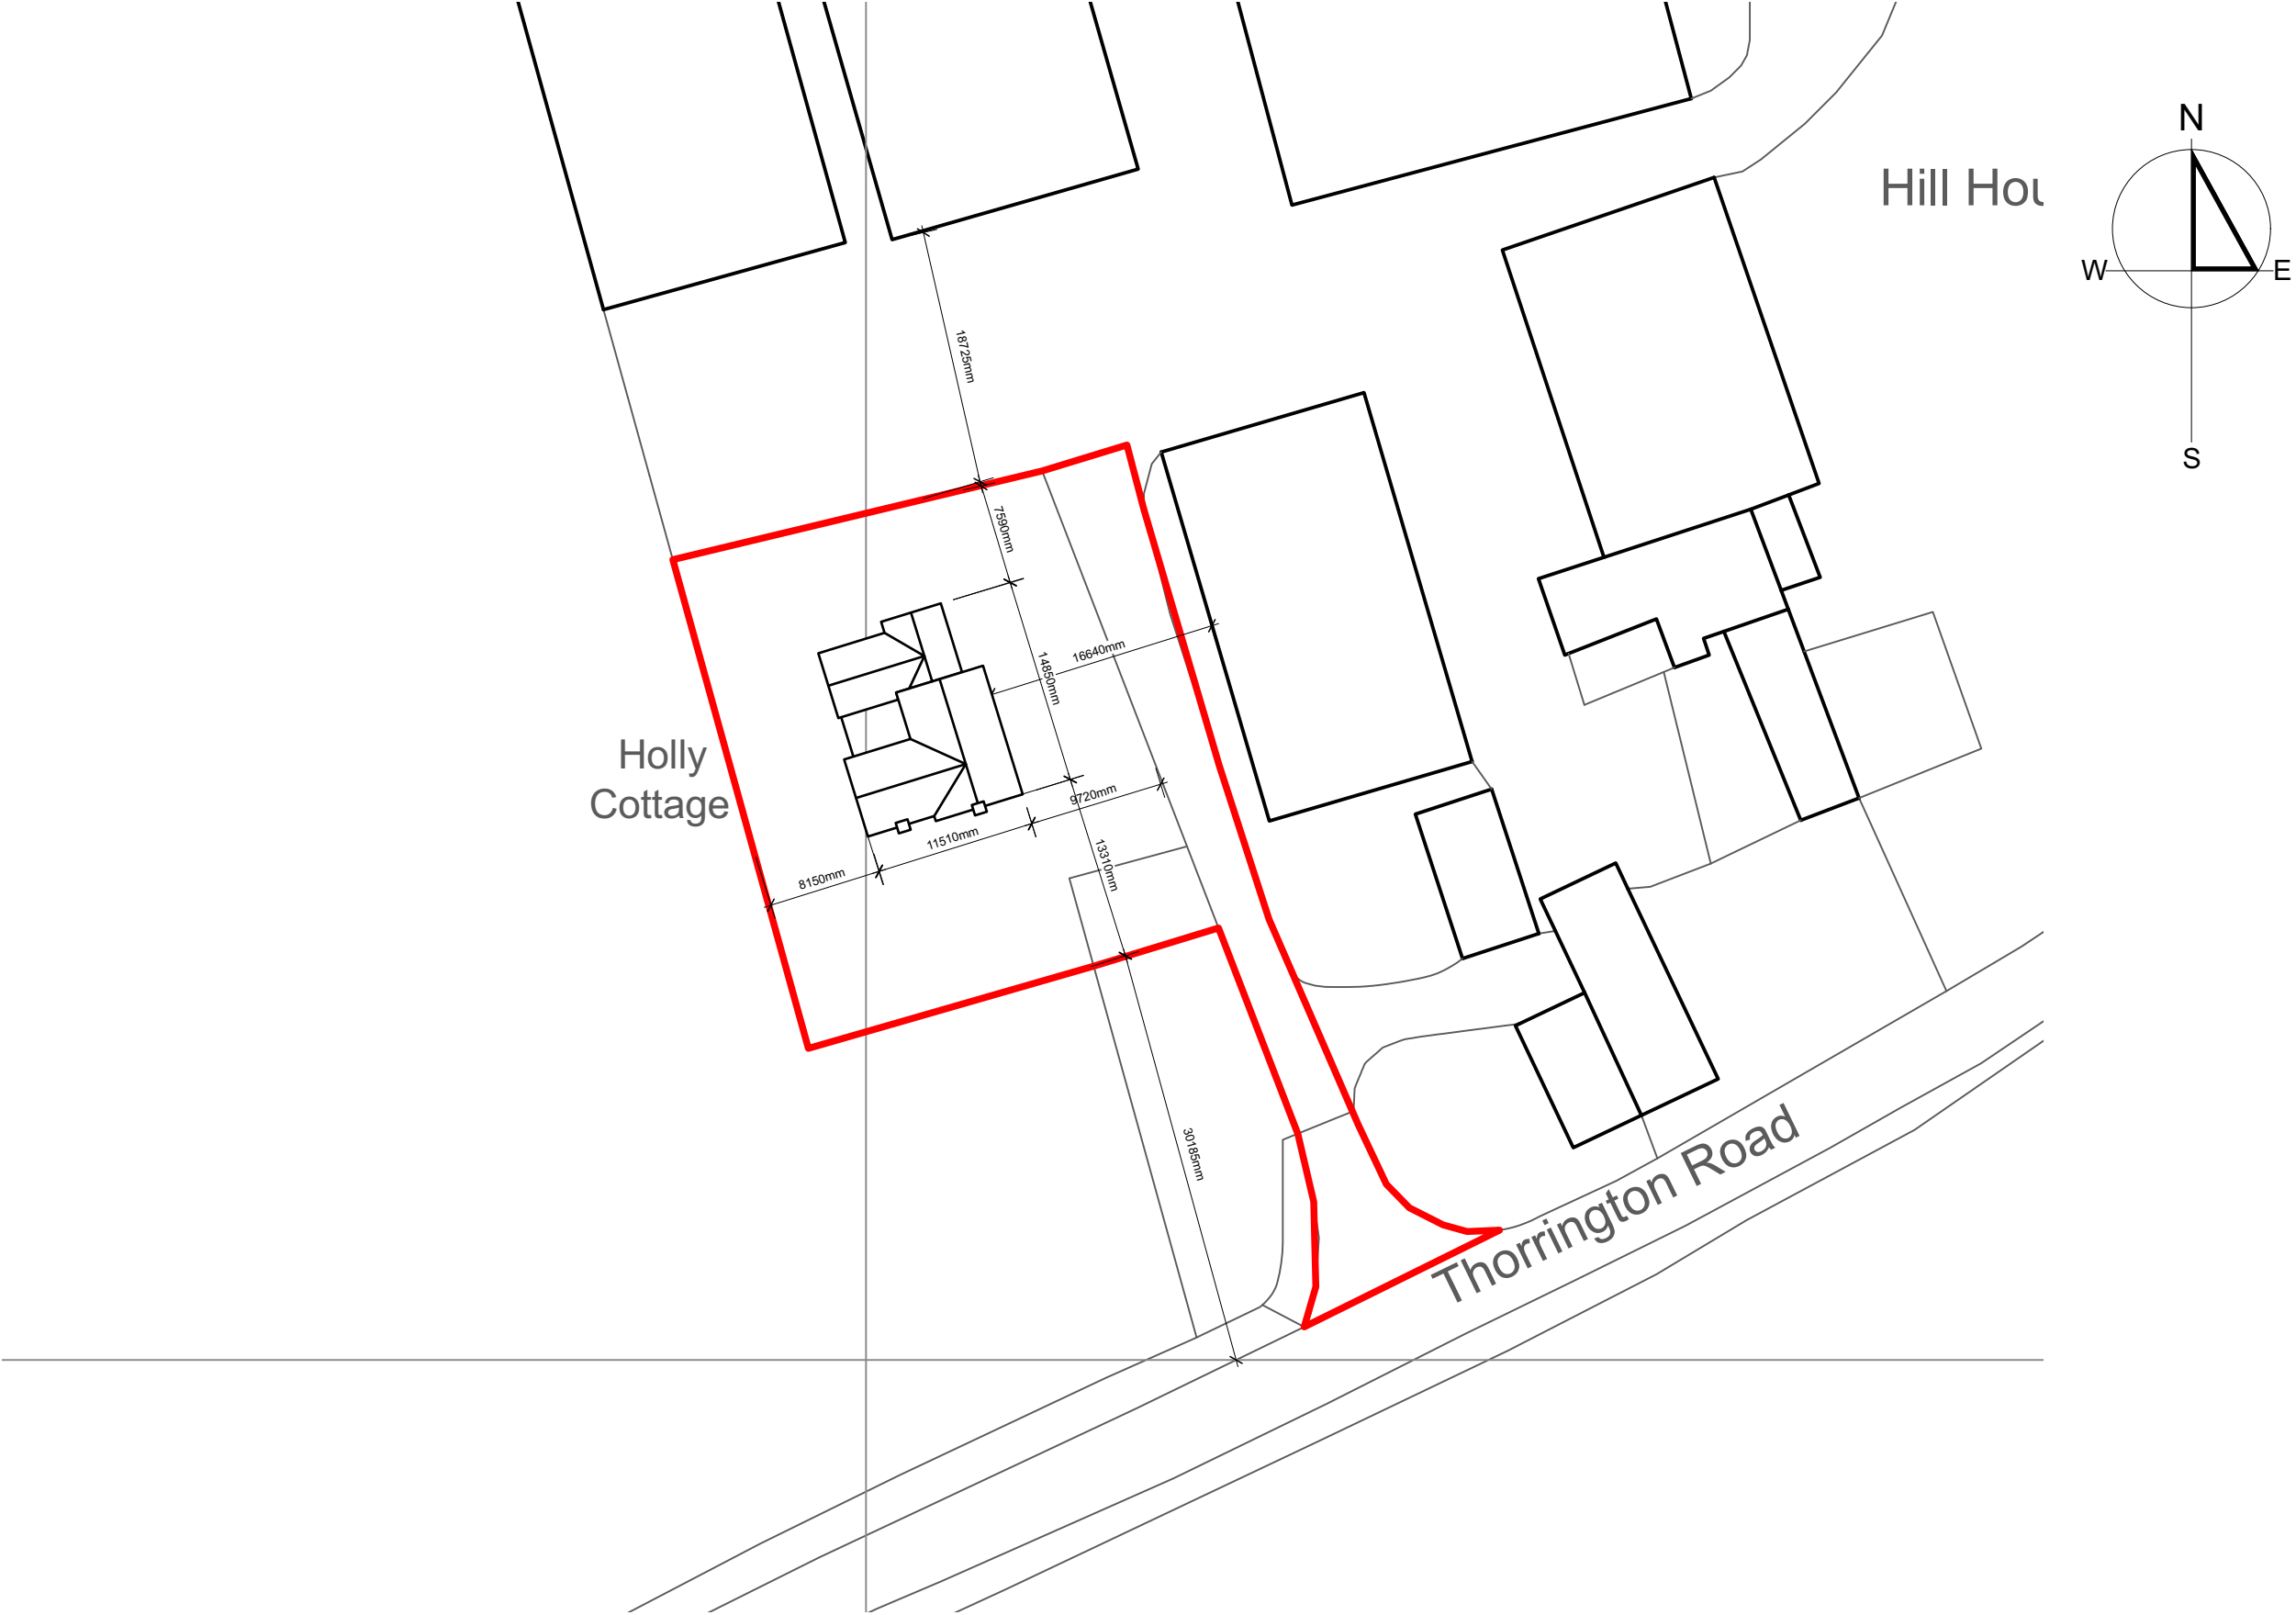 N
Hill Hou
W
E
S
18725mm
7590mm
16640mm
14850mm
Holly
Cottage
9720mm
11510mm
8150mm
13310mm
30185mm
Thorrington Road